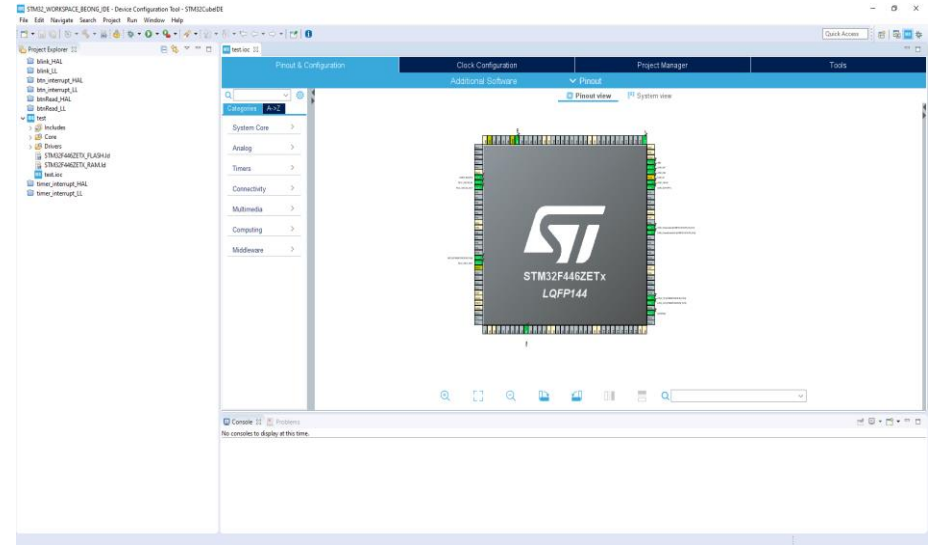 STM32_WORKSPACE_BEONG_IDE - Device Configuration Tool - STM32CubeIDE
File Edit Navigate Search Project Run Window Help
Quick Access
Project Explorer
test.ioc
blink_HAL
blink_LL
btn_interrupt_HAL
btn_interrupt_LL
btnRead_HAL
btnRead_LL
test
Includes
Core
Drivers
STM32F446ZETX_FLASH.ld
STM32F446ZETX_RAM.ld
test.ioc
timer_interrupt_HAL
timer_interrupt_LL
Pinout & Configuration
Clock Configuration
Project Manager
Tools
Additional Software
Pinout
Pinout view
System view
Categories
A->Z
System Core
Analog
Timers
Connectivity
Multimedia
Computing
Middleware
STM32F446ZETx
LQFP144
Console
Problems
No consoles to display at this time.